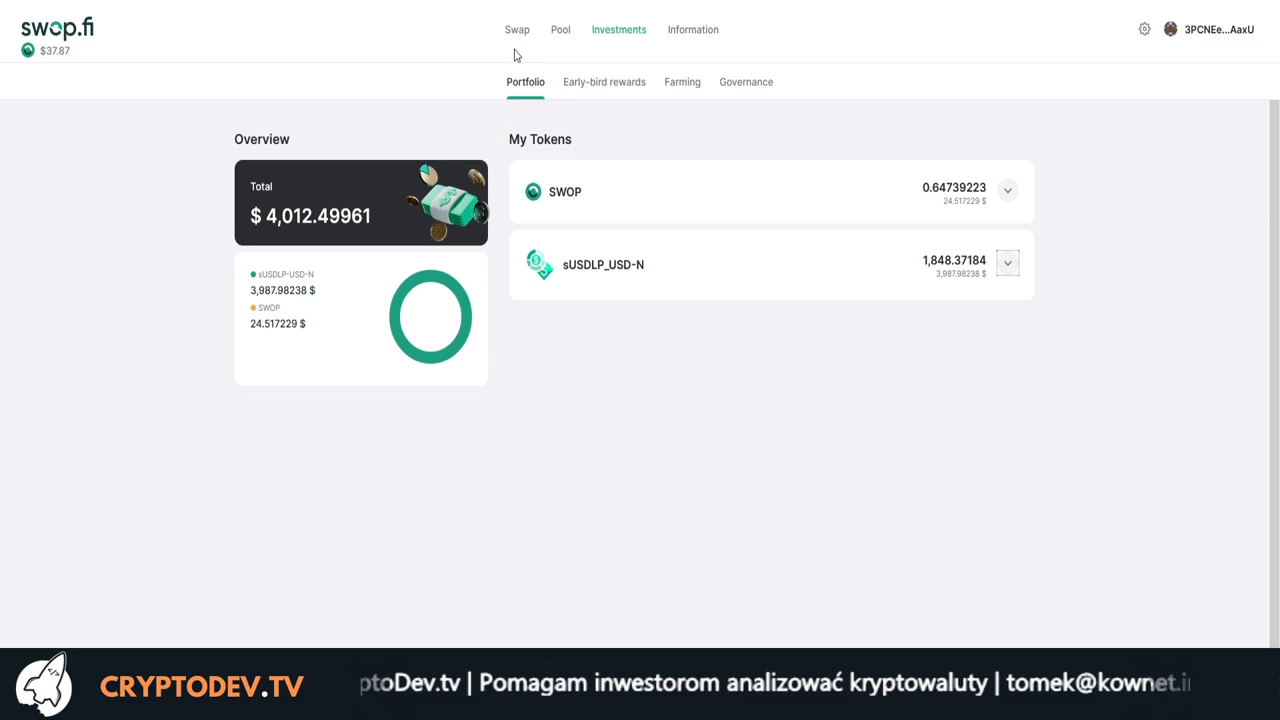 swop.fi
$37.87
Swap Pool Investments Information
3PCNEe...AaxU
Portfolio Early-bird rewards Farming Governance
Overview
Total
$ 4,012.49961
sUSDLP-USD-N
3,987.98238 $
SWOP
24.517229 $
My Tokens
SWOP
0.64739223
24.517229 $
sUSDLP_USD-N
1,848.37184
3,987.98238 $
CRYPTODEV.TV
ptoDev.tv | Pomagam inwestorom analizować kryptowaluty | tomek@kownet.i